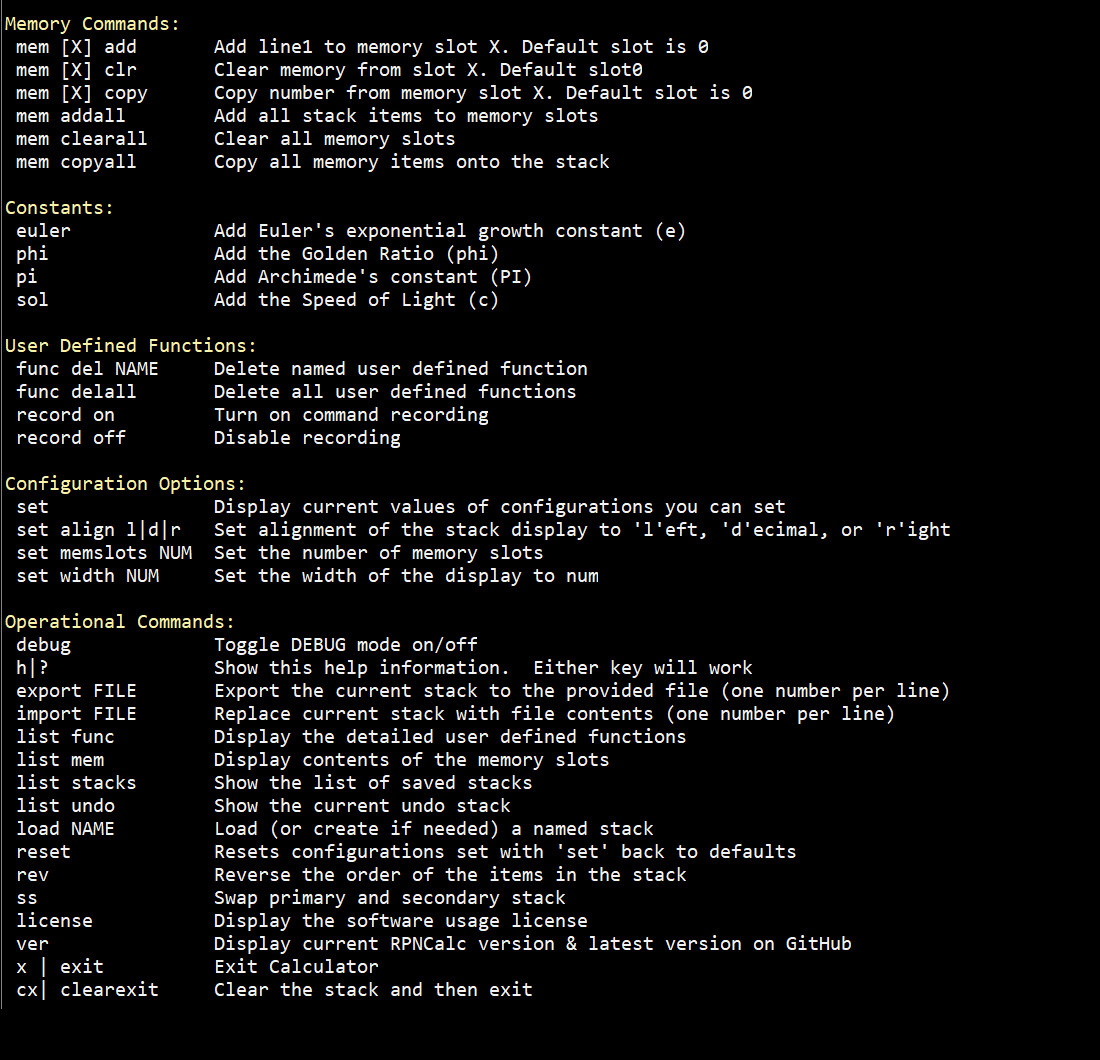 Memory Commands:
mem [X] add Add line1 to memory slot X. Default slot is 0
mem [X] clr Clear memory from slot X. Default slot0
mem [X] copy Copy number from memory slot X. Default slot is 0
mem addall Add all stack items to memory slots
mem clearall Clear all memory slots
mem copyall Copy all memory items onto the stack
Constants:
euler Add Euler's exponential growth constant (e)
phi Add the Golden Ratio (phi)
pi Add Archimede's constant (PI)
sol Add the Speed of Light (c)
User Defined Functions:
func del NAME Delete named user defined function
func delall Delete all user defined functions
record on Turn on command recording
record off Disable recording
Configuration Options:
set Display current values of configurations you can set
set align l|d|r Set alignment of the stack display to 'l'eft, 'd'ecimal, or 'r'ight
set memslots NUM Set the number of memory slots
set width NUM Set the width of the display to num
Operational Commands:
debug Toggle DEBUG mode on/off
h|? Show this help information.  Either key will work
export FILE Export the current stack to the provided file (one number per line)
import FILE Replace current stack with file contents (one number per line)
list func Display the detailed user defined functions
list mem Display contents of the memory slots
list stacks Show the list of saved stacks
list undo Show the current undo stack
load NAME Load (or create if needed) a named stack
reset Resets configurations set with 'set' back to defaults
rev Reverse the order of the items in the stack
ss Swap primary and secondary stack
license Display the software usage license
ver Display current RPNCalc version & latest version on GitHub
x | exit Exit Calculator
cx| clearexit Clear the stack and then exit